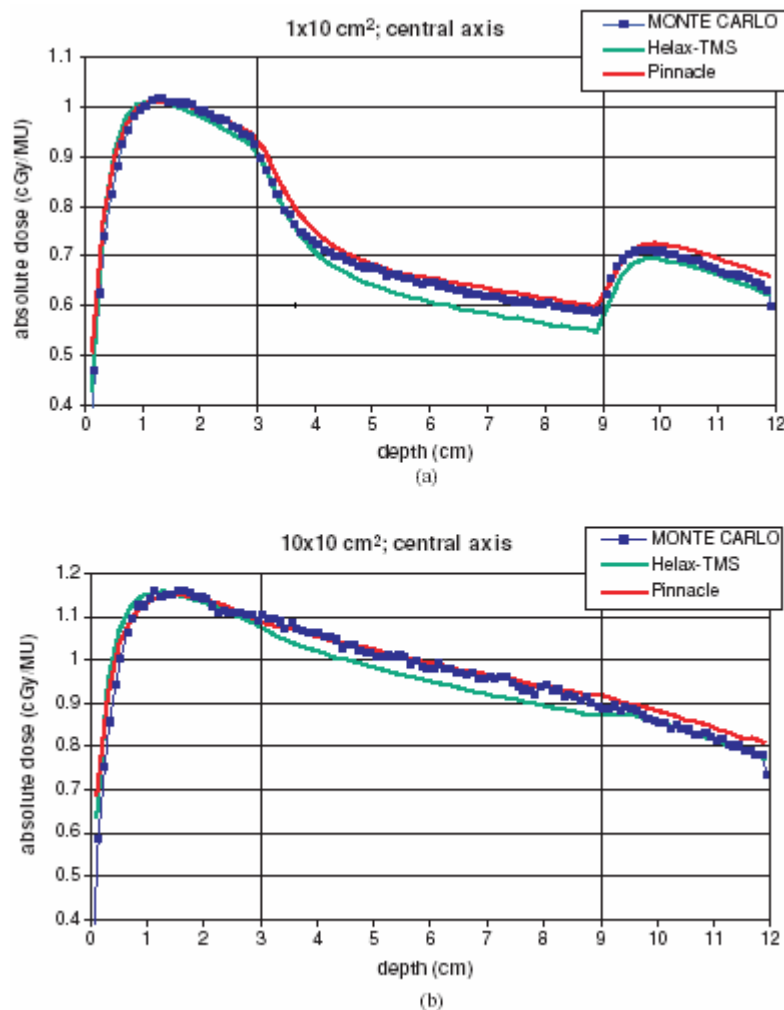 1x10 cm²; central axis
MONTE CARLO
Helax-TMS
Pinnacle
absolute dose (cGy/MU)
1.1
1
0.9
0.8
0.7
0.6
0.5
0.4
0 1 2 3 4 5 6 7 8 9 10 11 12
depth (cm)
(a)
10x10 cm²; central axis
MONTE CARLO
Helax-TMS
Pinnacle
absolute dose (cGy/MU)
1.2
1.1
1
0.9
0.8
0.7
0.6
0.5
0.4
0 1 2 3 4 5 6 7 8 9 10 11 12
depth (cm)
(b)